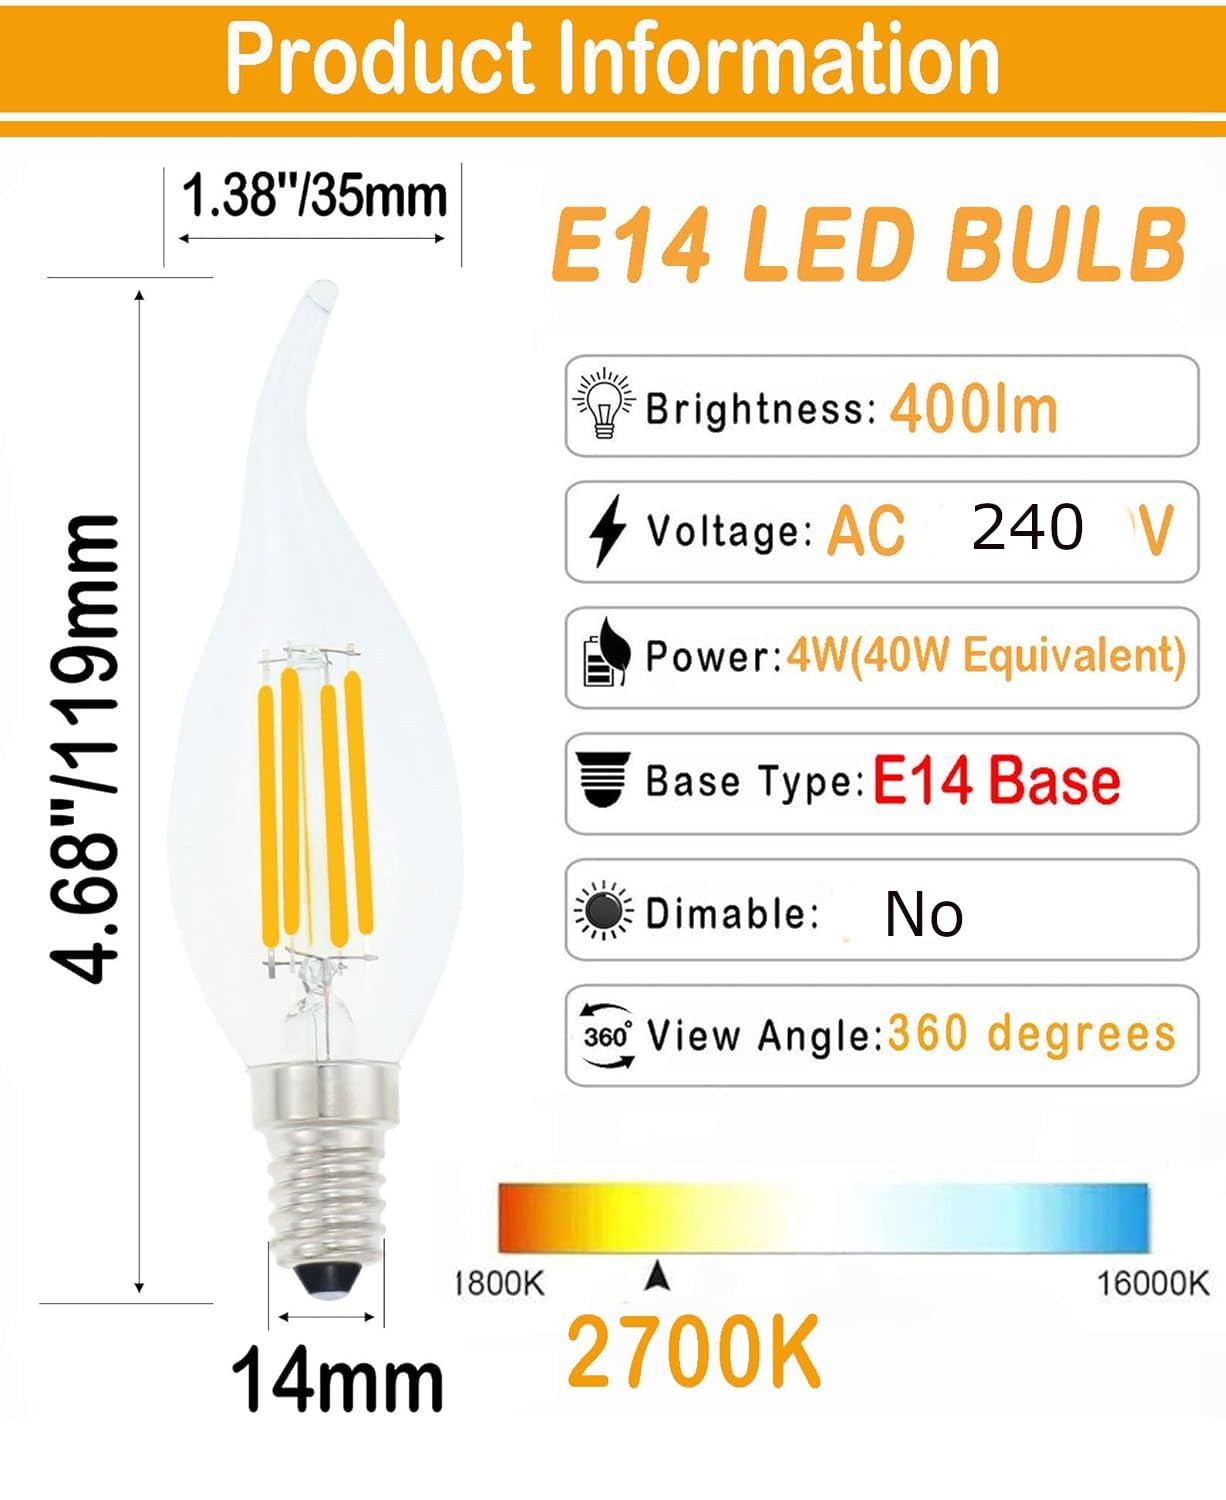 Product Information
1.38"/35mm
E14 LED BULB
Brightness: 400lm
Voltage: AC 240 V
Power: 4W(40W Equivalent)
4.68"/119mm
Base Type: E14 Base
Dimable: No
360° View Angle: 360 degrees
1800K 16000K
2700K
14mm